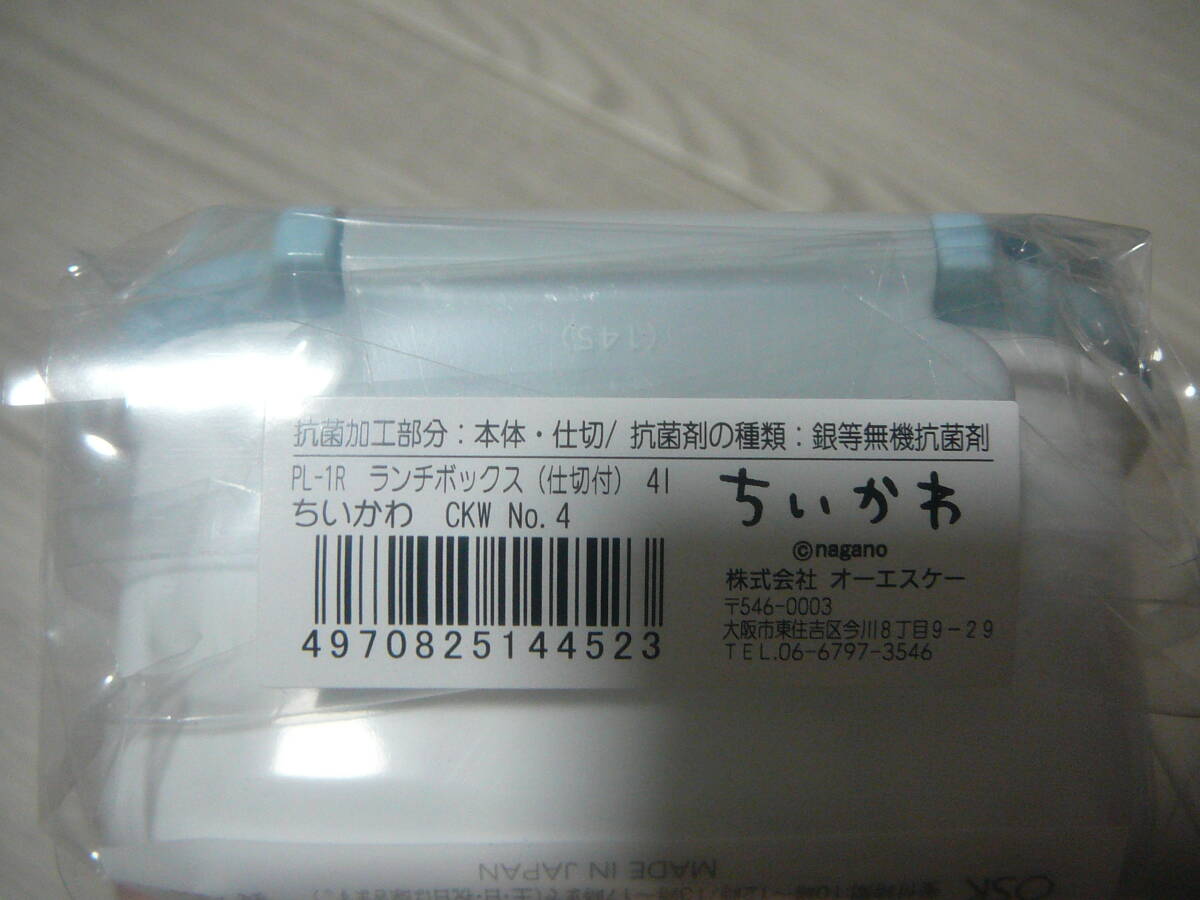 (145)
抗菌加工部分：本体・仕切/ 抗菌剤の種類：銀等無機抗菌剤
PL-1R ランチボックス（仕切付） 4I
ちいかわ CKW No.4
4970825144523
ちいかわ
©nagano
株式会社 オーエスケー
〒546-0003
大阪市東住吉区今川8丁目9－29
TEL.06-6797-3546
MADE IN JAPAN
OSK